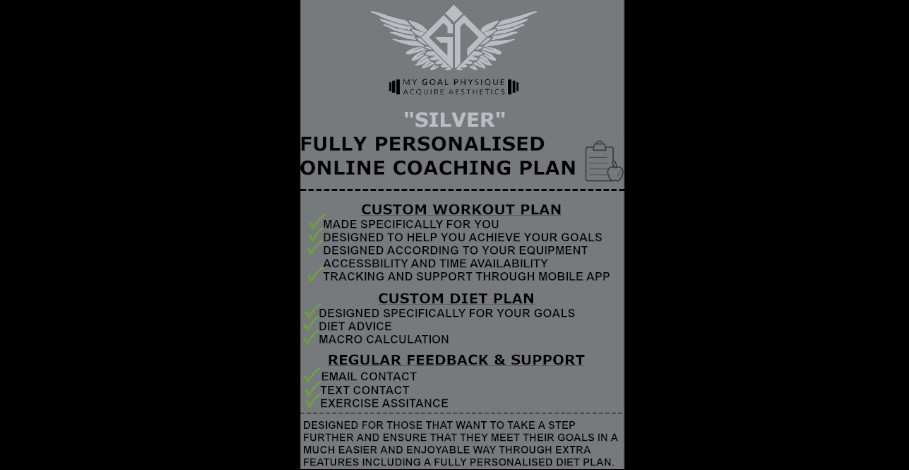 MY GOAL PHYSIQUE
ACQUIRE AESTHETICS
"SILVER"
FULLY PERSONALISED
ONLINE COACHING PLAN
CUSTOM WORKOUT PLAN
MADE SPECIFICALLY FOR YOU
DESIGNED TO HELP YOU ACHIEVE YOUR GOALS
DESIGNED ACCORDING TO YOUR EQUIPMENT
ACCESSBILITY AND TIME AVAILABILITY
TRACKING AND SUPPORT THROUGH MOBILE APP
CUSTOM DIET PLAN
DESIGNED SPECIFICALLY FOR YOUR GOALS
DIET ADVICE
MACRO CALCULATION
REGULAR FEEDBACK & SUPPORT
EMAIL CONTACT
TEXT CONTACT
EXERCISE ASSITANCE
DESIGNED FOR THOSE THAT WANT TO TAKE A STEP
FURTHER AND ENSURE THAT THEY MEET THEIR GOALS IN A
MUCH EASIER AND ENJOYABLE WAY THROUGH EXTRA
FEATURES INCLUDING A FULLY PERSONALISED DIET PLAN.